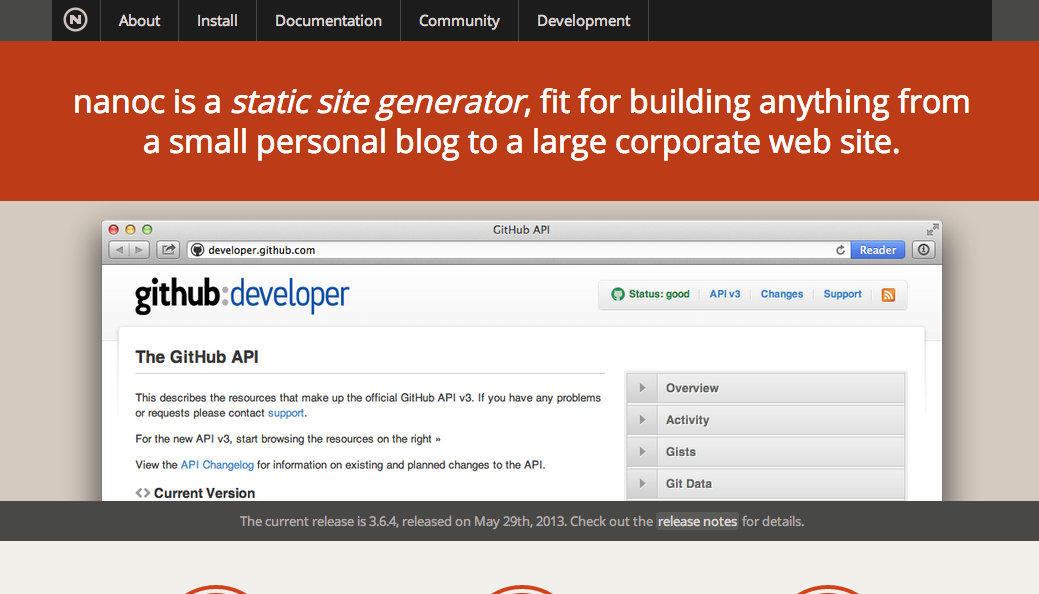 N About Install Documentation Community Development
nanoc is a static site generator, fit for building anything from
a small personal blog to a large corporate web site.
GitHub API
developer.github.com Reader
github:developer
Status: good API v3 Changes Support
The GitHub API
This describes the resources that make up the official GitHub API v3. If you have any problems
or requests please contact support.
For the new API v3, start browsing the resources on the right »
View the API Changelog for information on existing and planned changes to the API.
<> Current Version
Overview
Activity
Gists
Git Data
The current release is 3.6.4, released on May 29th, 2013. Check out the release notes for details.